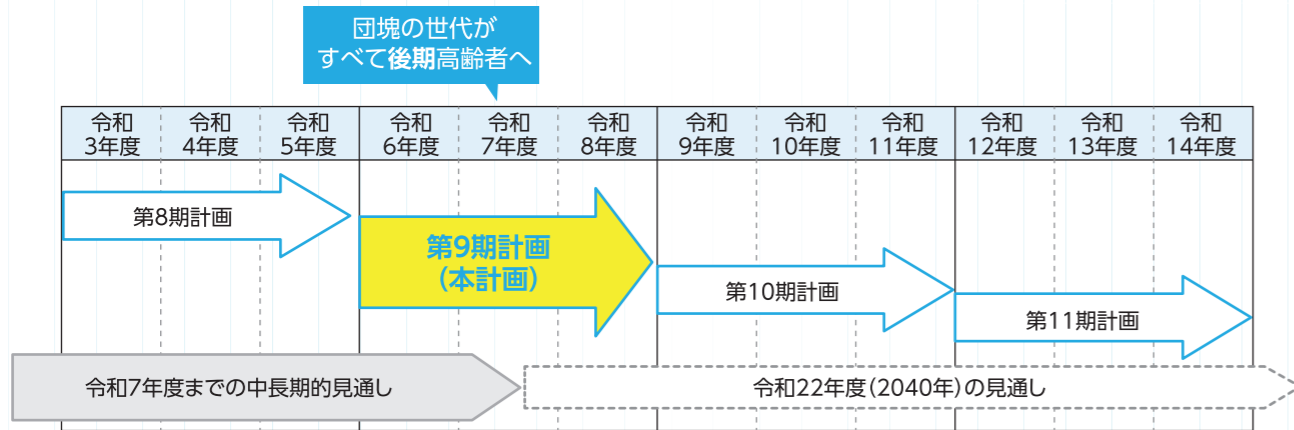 団塊の世代が
すべて後期高齢者へ
令和
3年度
令和
4年度
令和
5年度
令和
6年度
令和
7年度
令和
8年度
令和
9年度
令和
10年度
令和
11年度
令和
12年度
令和
13年度
令和
14年度
第8期計画
第9期計画
(本計画)
第10期計画
第11期計画
令和7年度までの中長期的見通し
令和22年度(2040年)の見通し